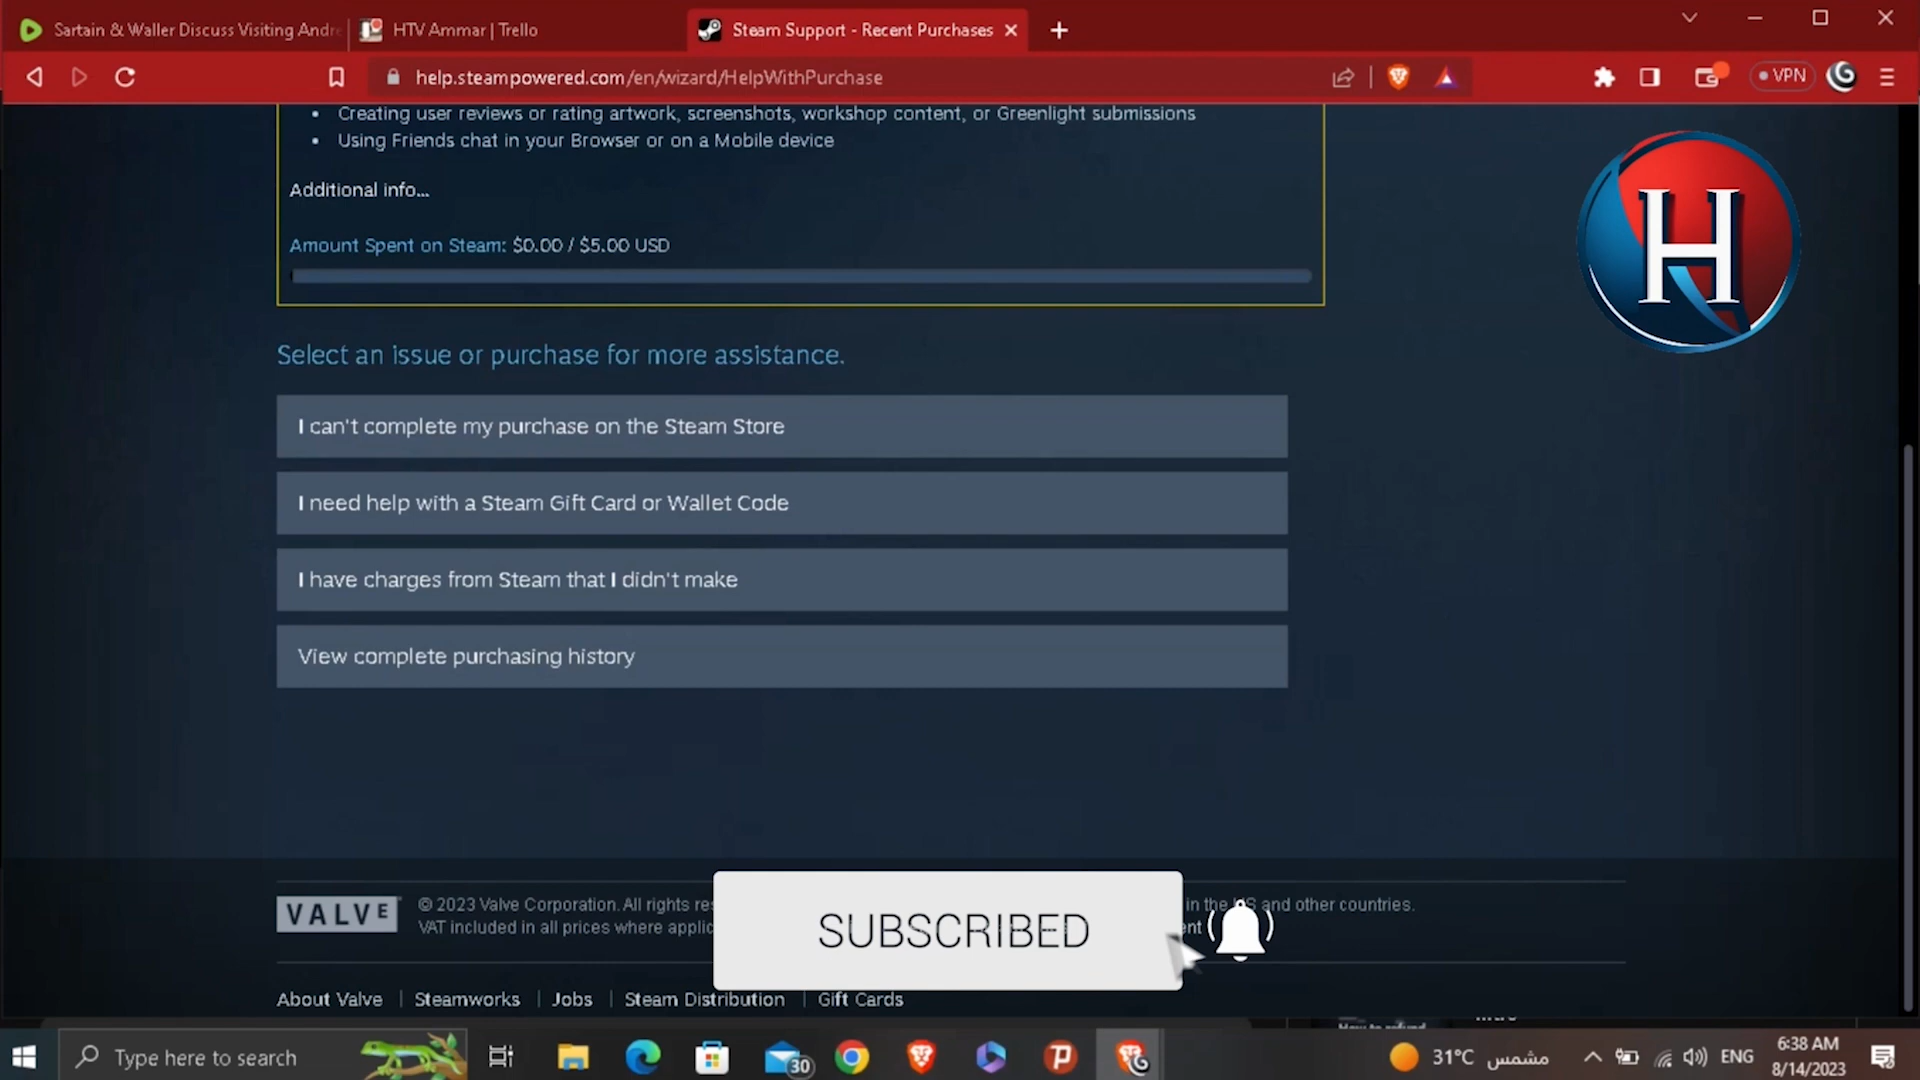 Sartain & Waller Discuss Visiting Andre
HTV Ammar | Trello
Steam Support - Recent Purchases
help.steampowered.com/en/wizard/HelpWithPurchase
VPN
Creating user reviews or rating artwork, screenshots, workshop content, or Greenlight submissions
Using Friends chat in your Browser or on a Mobile device
Additional info...
H
Amount Spent on Steam: $0.00 / $5.00 USD
Select an issue or purchase for more assistance.
I can't complete my purchase on the Steam Store
I need help with a Steam Gift Card or Wallet Code
I have charges from Steam that I didn't make
View complete purchasing history
VALVE
© 2023 Valve Corporation. All rights res in the US and other countries.
VAT included in all prices where applic
SUBSCRIBED
About Valve | Steamworks | Jobs | Steam Distribution | Gift Cards
How to refund
Type here to search
30
31°C مشمس
ENG
6:38 AM
8/14/2023